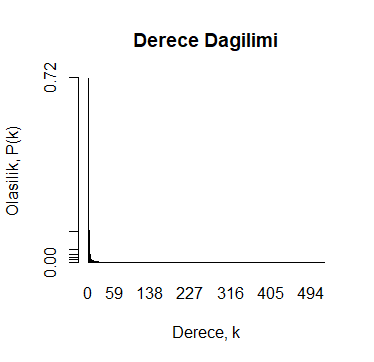 Derece Dagilimi
Olasilik, P(k)
0.72
0.00
0 59 138 227 316 405 494
Derece, k